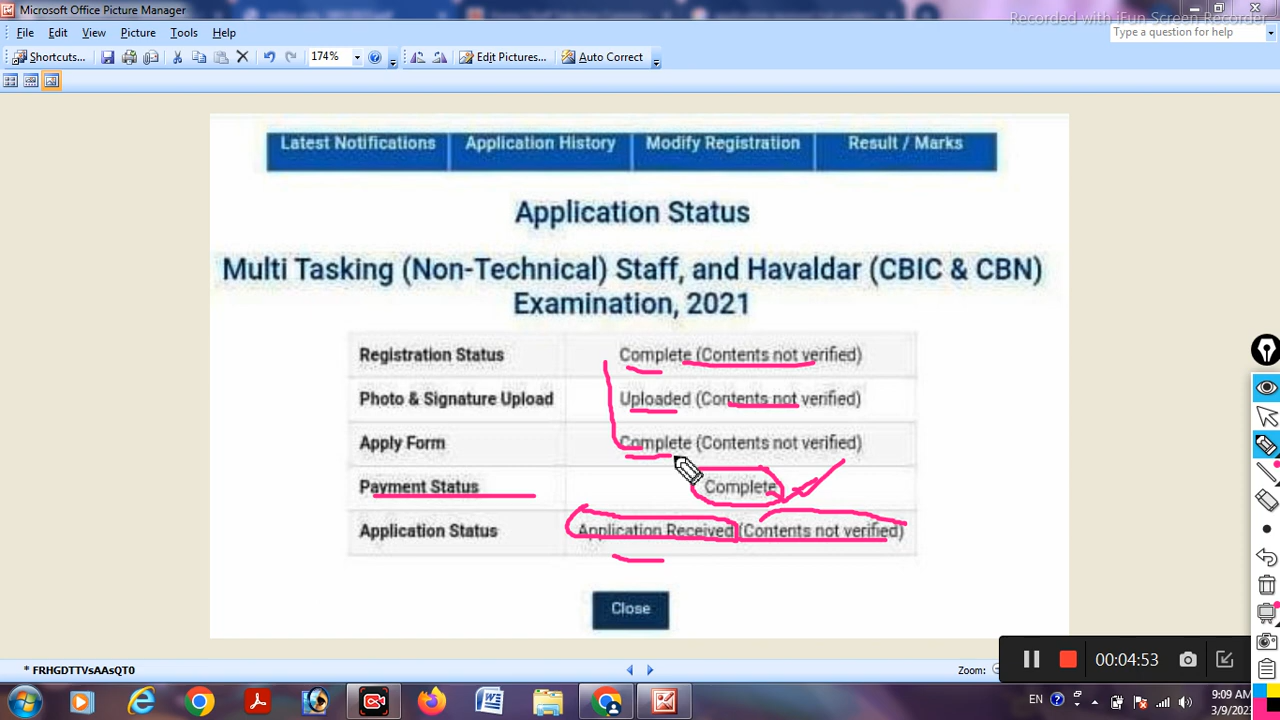 Microsoft Office Picture Manager
Recorded with iFun Screen Recorder
File Edit View Picture Tools Help
Type a question for help
Shortcuts... 174% Edit Pictures... Auto Correct
Latest Notifications Application History Modify Registration Result / Marks
Application Status
Multi Tasking (Non-Technical) Staff, and Havaldar (CBIC & CBN)
Examination, 2021
Registration Status Complete (Contents not verified)
Photo & Signature Upload Uploaded (Contents not verified)
Apply Form Complete (Contents not verified)
Payment Status Complete
Application Status Application Received (Contents not verified)
Close
00:04:53
* FRHGDTTVsAAsQT0 Zoom:
EN 9:09 AM